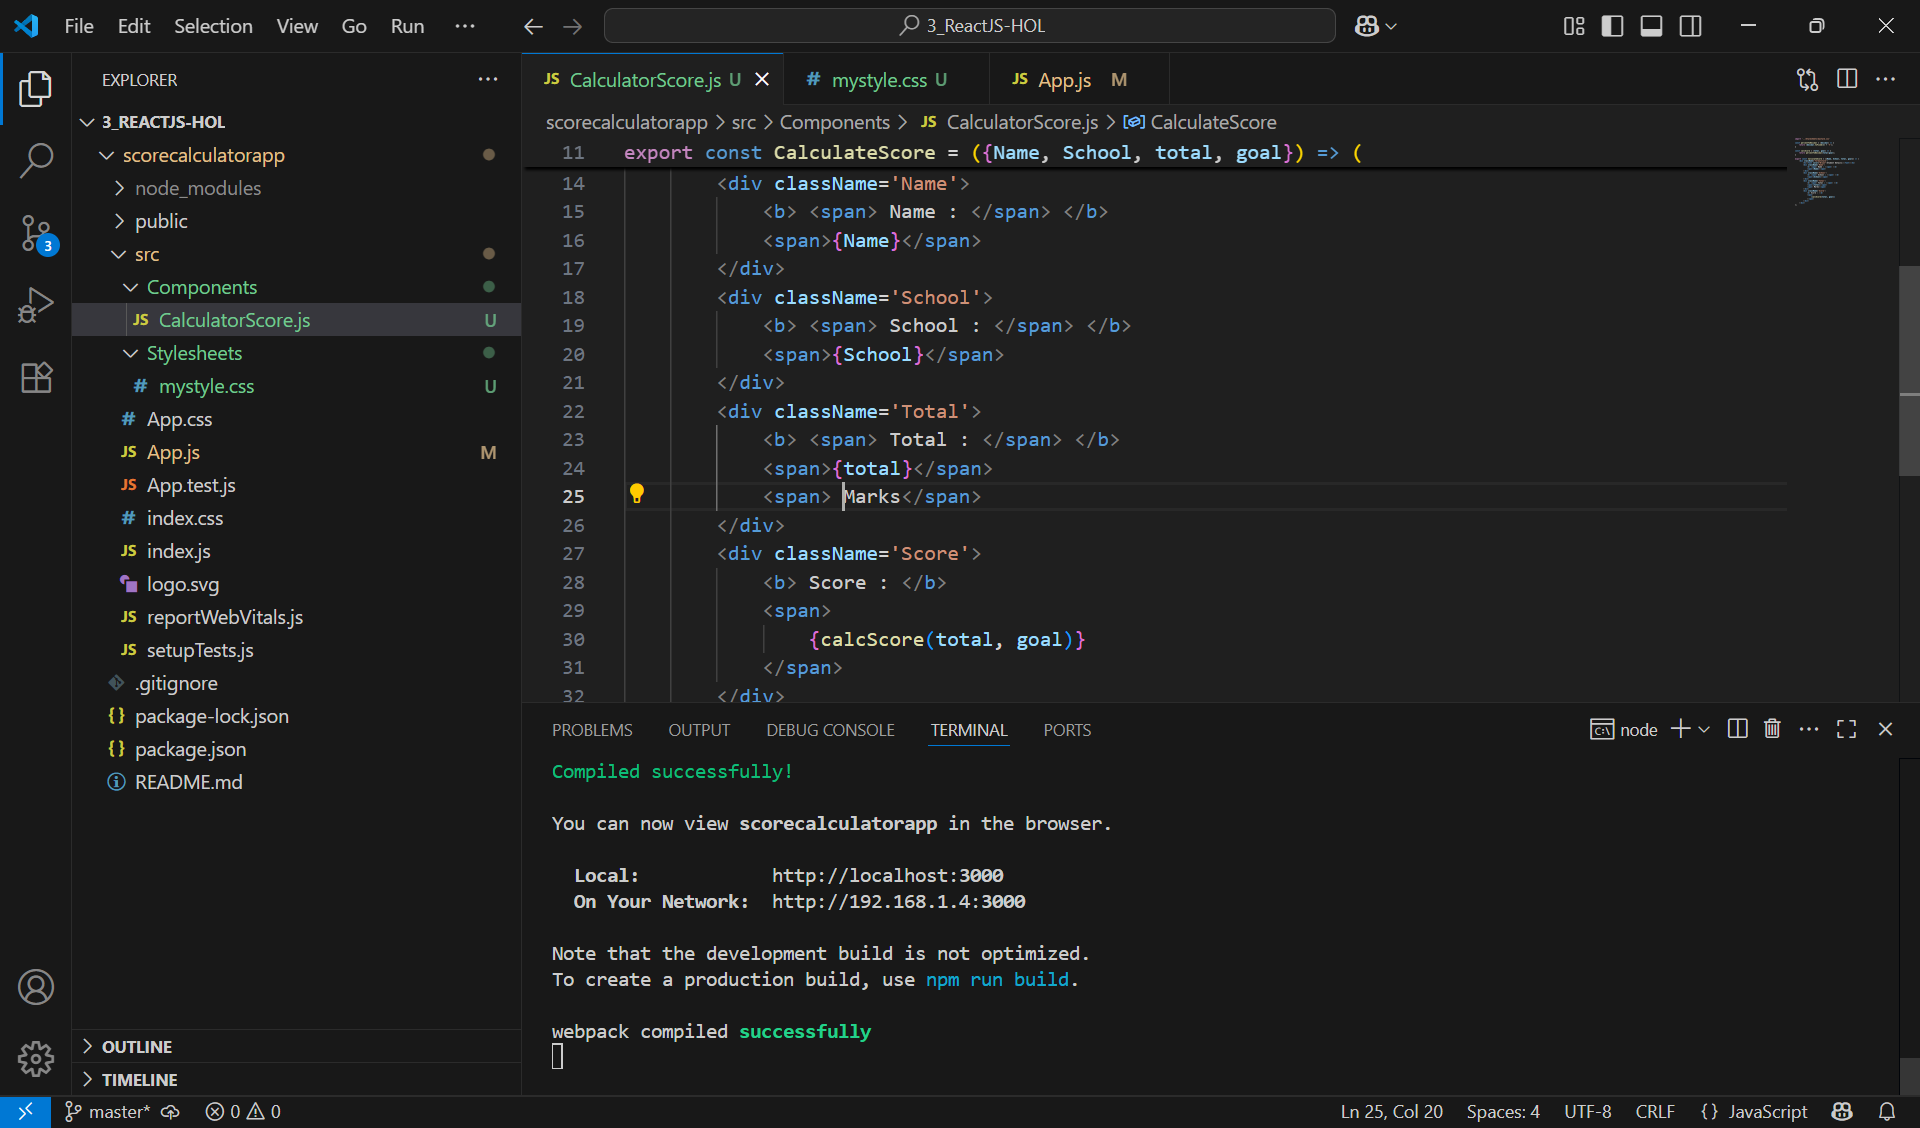 File Edit Selection View Go Run ··· 3_ReactJS-HOL
EXPLORER ···
3_REACTJS-HOL
scorecalculatorapp
node_modules
public
src
Components
JS CalculatorScore.js U
Stylesheets
# mystyle.css U
# App.css
JS App.js M
JS App.test.js
# index.css
JS index.js
logo.svg
JS reportWebVitals.js
JS setupTests.js
.gitignore
{} package-lock.json
{} package.json
README.md
OUTLINE
TIMELINE
3
JS CalculatorScore.js U
# mystyle.css U
JS App.js M
scorecalculatorapp > src > Components > JS CalculatorScore.js > CalculateScore
11 export const CalculateScore = ({Name, School, total, goal}) => (
14 <div className='Name'>
15 <b> <span> Name : </span> </b>
16 <span>{Name}</span>
17 </div>
18 <div className='School'>
19 <b> <span> School : </span> </b>
20 <span>{School}</span>
21 </div>
22 <div className='Total'>
23 <b> <span> Total : </span> </b>
24 <span>{total}</span>
25 <span> Marks</span>
26 </div>
27 <div className='Score'>
28 <b> Score : </b>
29 <span>
30 {calcScore(total, goal)}
31 </span>
32 </div>
PROBLEMS OUTPUT DEBUG CONSOLE TERMINAL PORTS node
Compiled successfully!
You can now view scorecalculatorapp in the browser.
Local: http://localhost:3000
On Your Network: http://192.168.1.4:3000
Note that the development build is not optimized.
To create a production build, use npm run build.
webpack compiled successfully
master* 0 0 Ln 25, Col 20 Spaces: 4 UTF-8 CRLF {} JavaScript